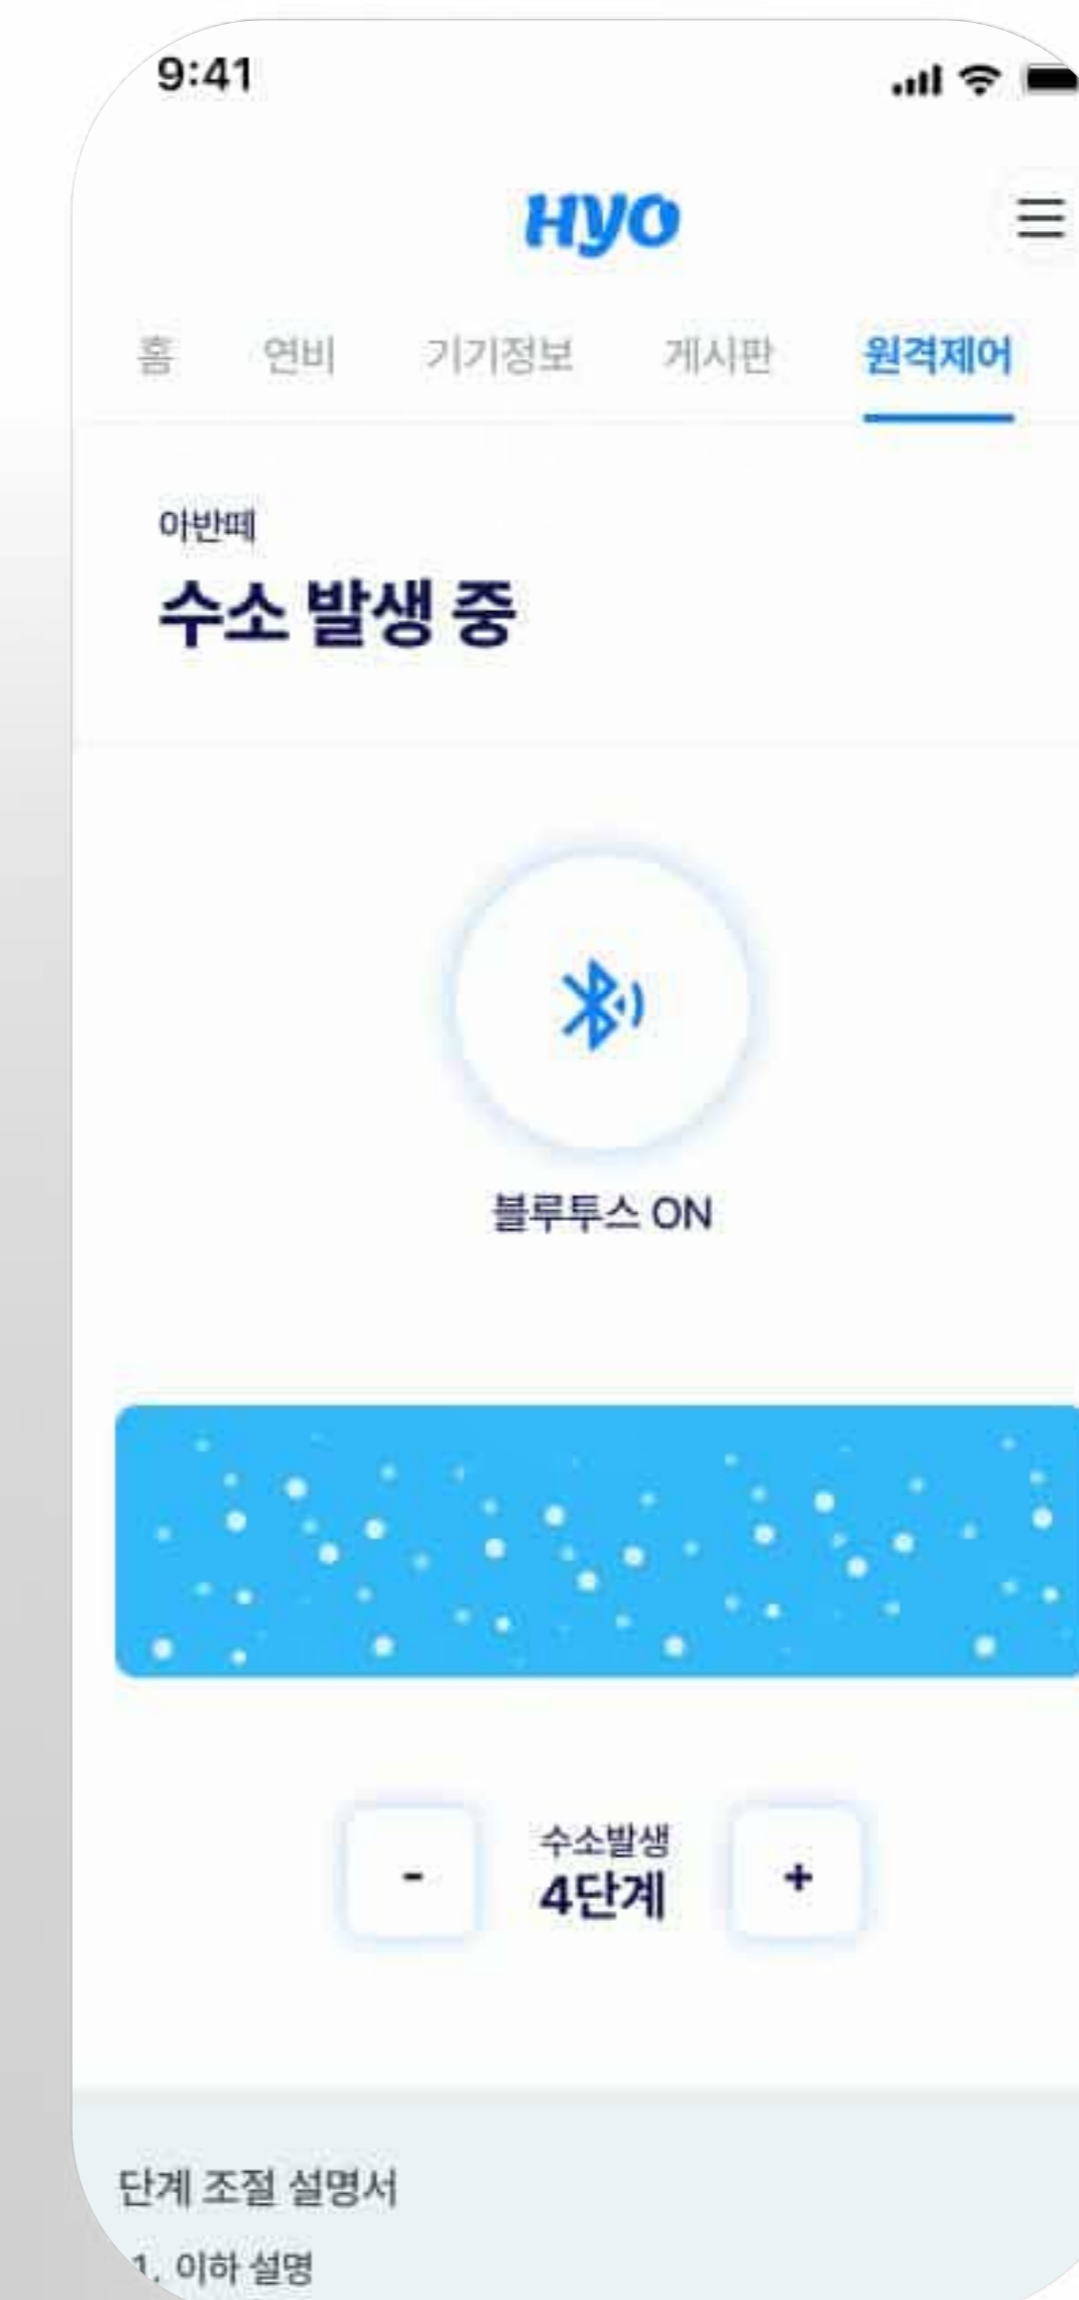 9:41
HYO
홈 연비 기기정보 게시판 원격제어
아반떼
수소 발생 중
블루투스 ON
- 수소발생 +
4단계
단계 조절 설명서
1. 이하 설명